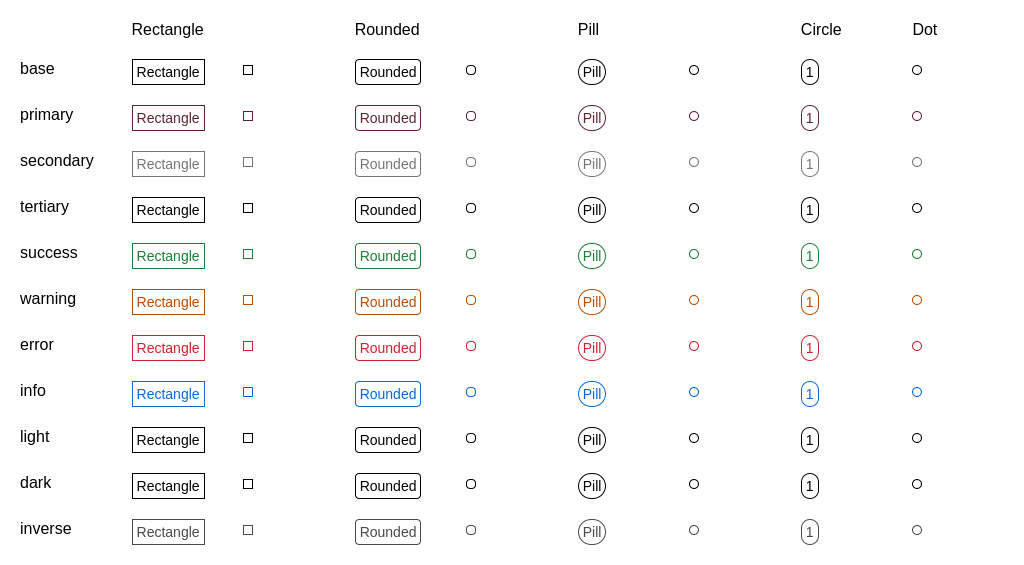 Rectangle Rounded Pill Circle Dot
base Rectangle Rounded Pill 1
primary Rectangle Rounded Pill 1
secondary Rectangle Rounded Pill 1
tertiary Rectangle Rounded Pill 1
success Rectangle Rounded Pill 1
warning Rectangle Rounded Pill 1
error Rectangle Rounded Pill 1
info Rectangle Rounded Pill 1
light Rectangle Rounded Pill 1
dark Rectangle Rounded Pill 1
inverse Rectangle Rounded Pill 1